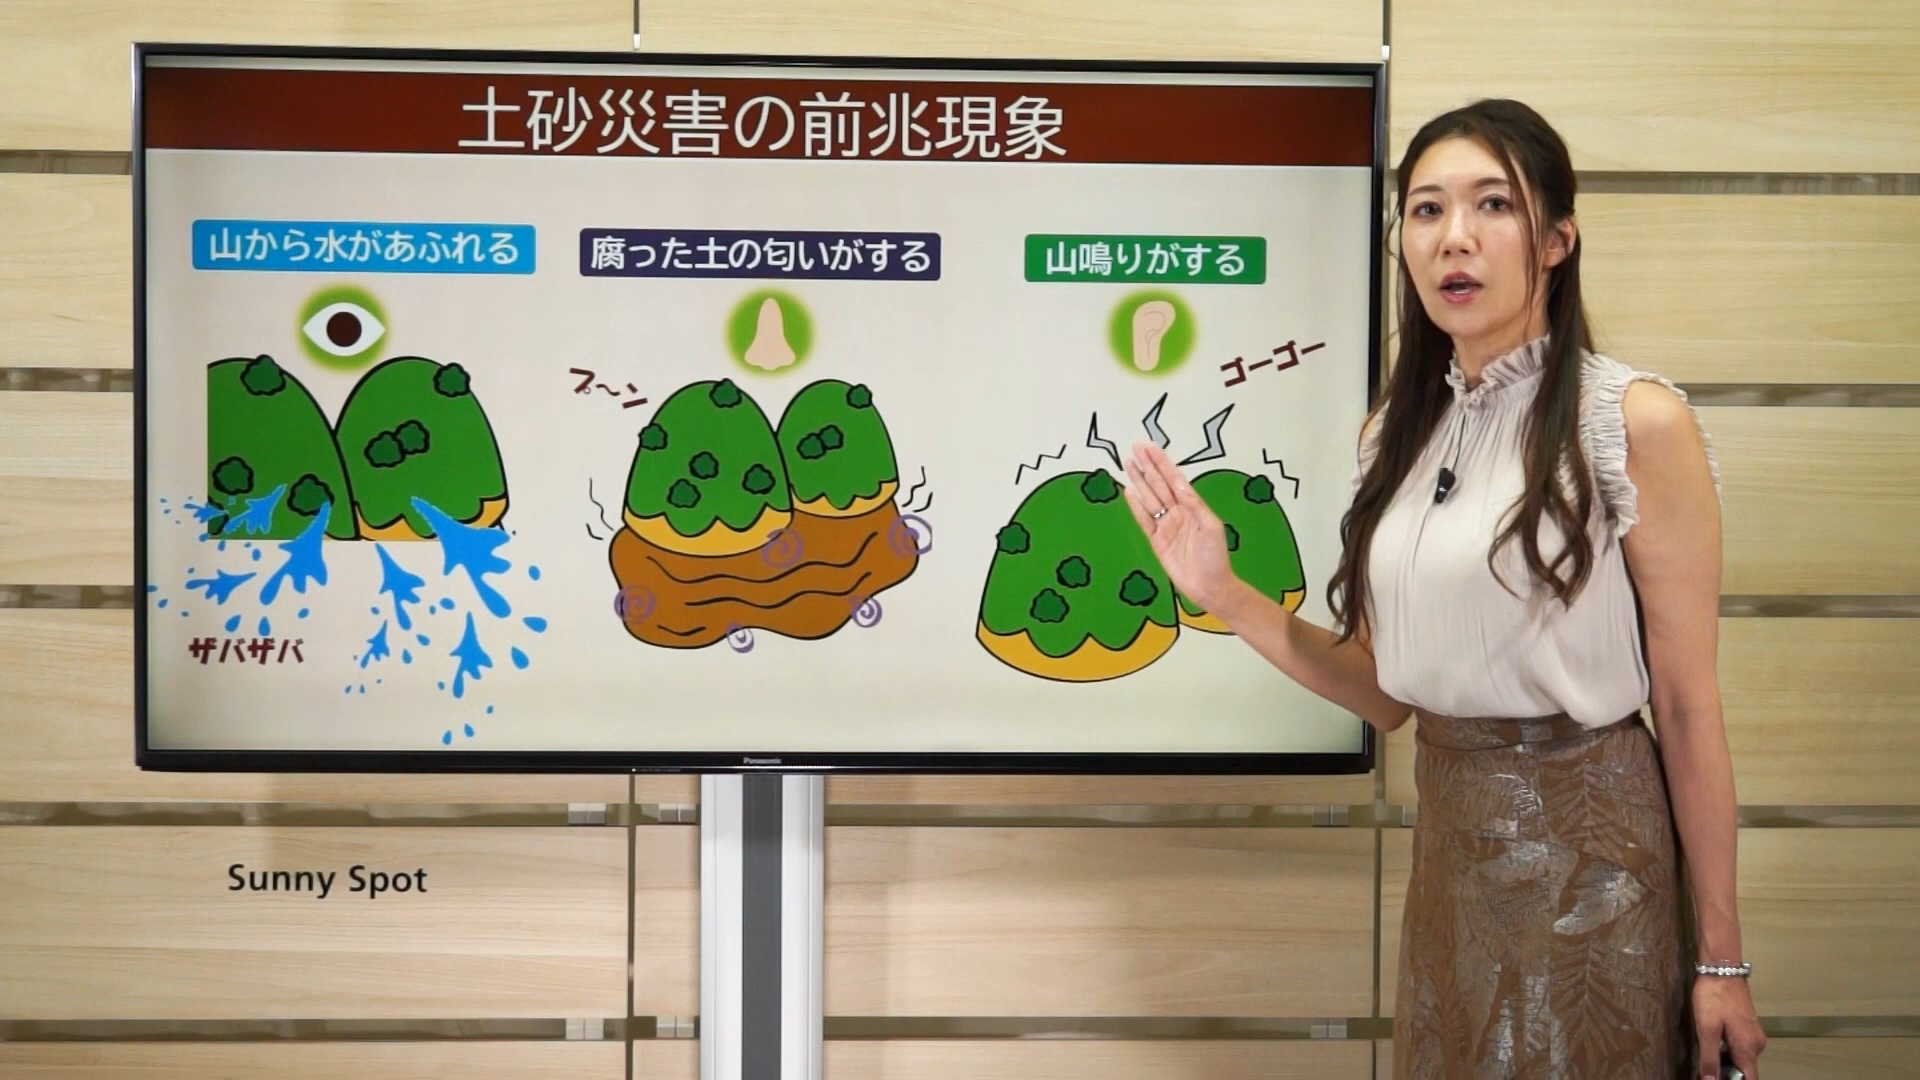 土砂災害の前兆現象
山から水があふれる
腐った土の匂いがする
山鳴りがする
プ〜ン
ゴーゴー
ザバザバ
Panasonic
Sunny Spot